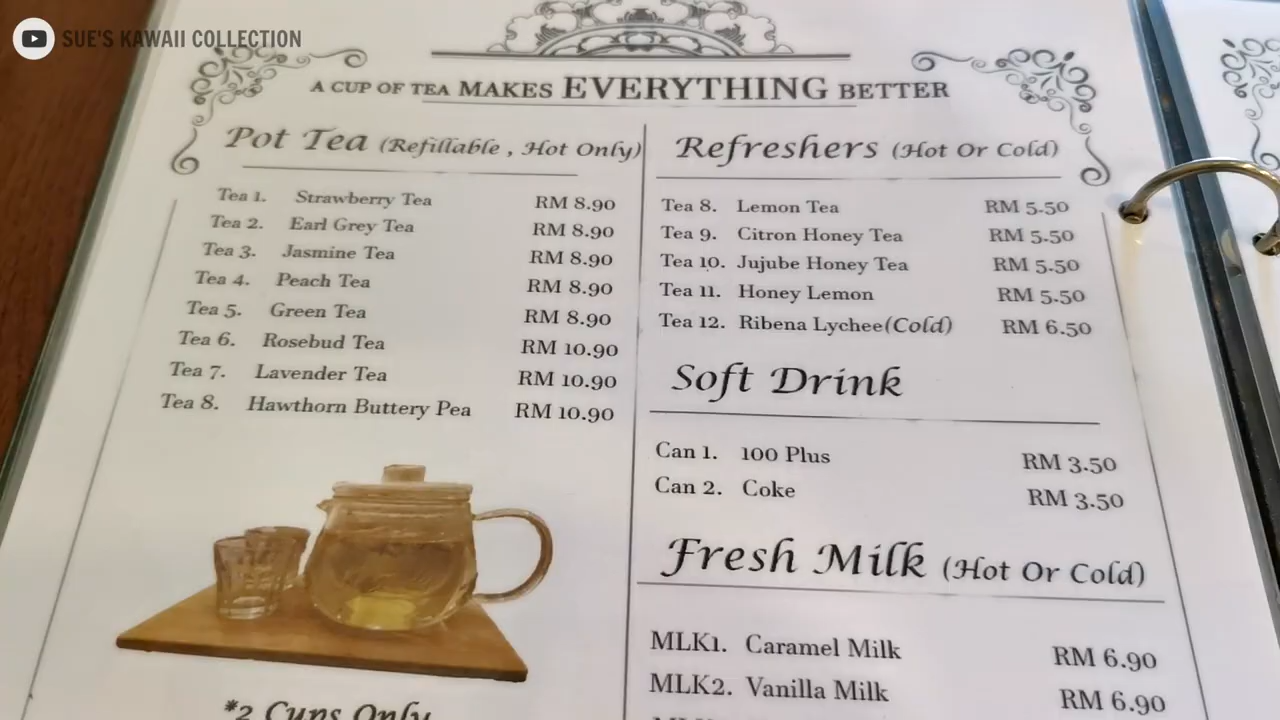 SUE'S KAWAII COLLECTION
A CUP OF TEA MAKES EVERYTHING BETTER
Pot Tea (Refillable , Hot Only)
Tea 1. Strawberry Tea RM 8.90
Tea 2. Earl Grey Tea RM 8.90
Tea 3. Jasmine Tea RM 8.90
Tea 4. Peach Tea RM 8.90
Tea 5. Green Tea RM 8.90
Tea 6. Rosebud Tea RM 10.90
Tea 7. Lavender Tea RM 10.90
Tea 8. Hawthorn Buttery Pea RM 10.90
*2 Cups Only
Refreshers (Hot Or Cold)
Tea 8. Lemon Tea RM 5.50
Tea 9. Citron Honey Tea RM 5.50
Tea 10. Jujube Honey Tea RM 5.50
Tea 11. Honey Lemon RM 5.50
Tea 12. Ribena Lychee(Cold) RM 6.50
Soft Drink
Can 1. 100 Plus RM 3.50
Can 2. Coke RM 3.50
Fresh Milk (Hot Or Cold)
MLK1. Caramel Milk RM 6.90
MLK2. Vanilla Milk RM 6.90